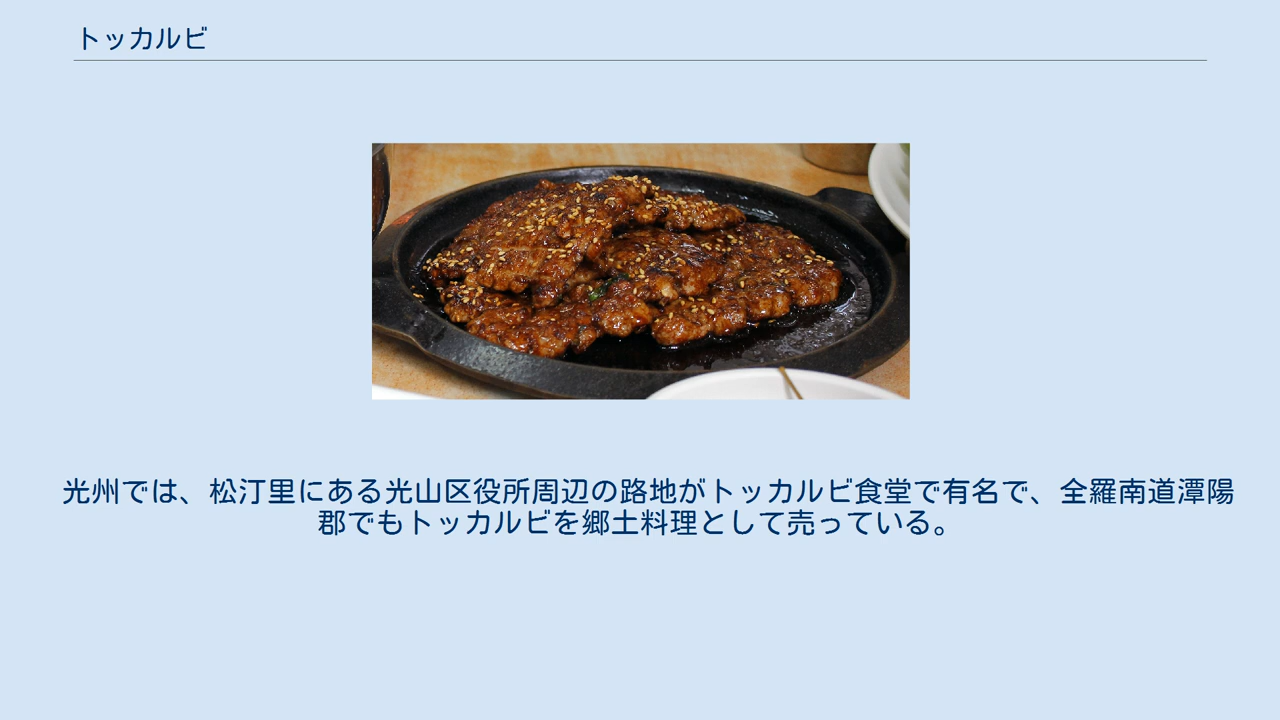 トッカルビ
光州では、松汀里にある光山区役所周辺の路地がトッカルビ食堂で有名で、全羅南道潭陽
郡でもトッカルビを郷土料理として売っている。